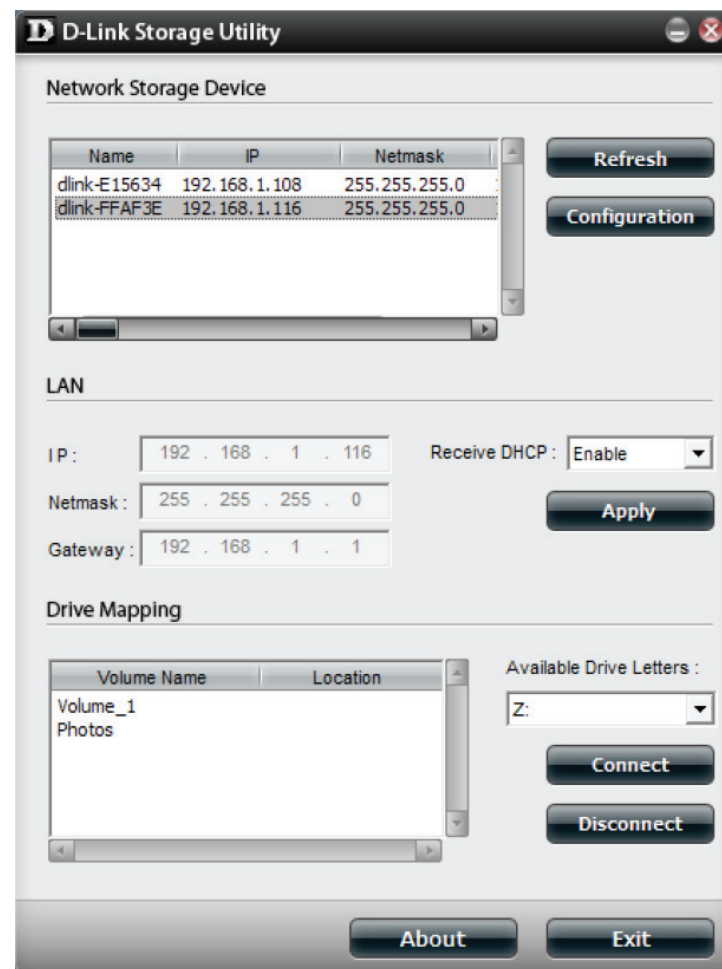 D D-Link Storage Utility
Network Storage Device
Name IP Netmask
dlink-E15634 192.168.1.108 255.255.255.0
dlink-FFAF3E 192.168.1.116 255.255.255.0
Refresh
Configuration
LAN
IP: 192 . 168 . 1 . 116
Receive DHCP : Enable
Netmask : 255 . 255 . 255 . 0
Apply
Gateway : 192 . 168 . 1 . 1
Drive Mapping
Volume Name Location
Volume_1
Photos
Available Drive Letters :
Z:
Connect
Disconnect
About Exit